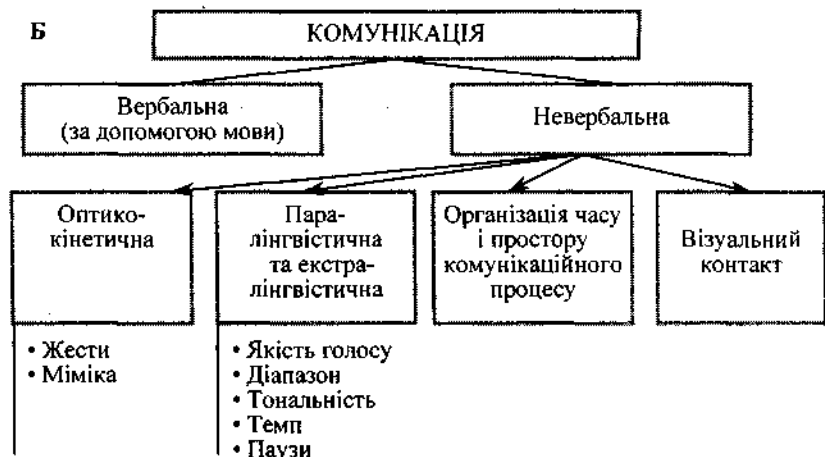 Б
КОМУНІКАЦІЯ
Вербальна
(за допомогою мови)
Невербальна
Оптико-
кінетична
Пара-
лінгвістична
та екстра-
лінгвістична
Організація часу
і простору
комунікаційного
процесу
Візуальний
контакт
• Жести
• Міміка
• Якість голосу
• Діапазон
• Тональність
• Темп
• Паузи